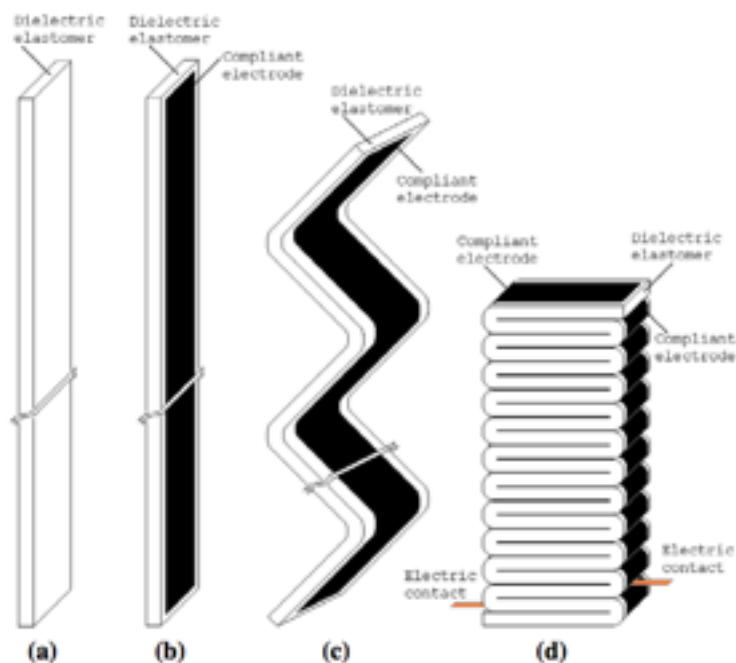 Dielectric
elastomer
Dielectric
elastomer
Compliant
electrode
Dielectric
elastomer
Compliant
electrode
Compliant
electrode
Dielectric
elastomer
Compliant
electrode
Electric
contact
Electric
contact
(a)
(b)
(c)
(d)